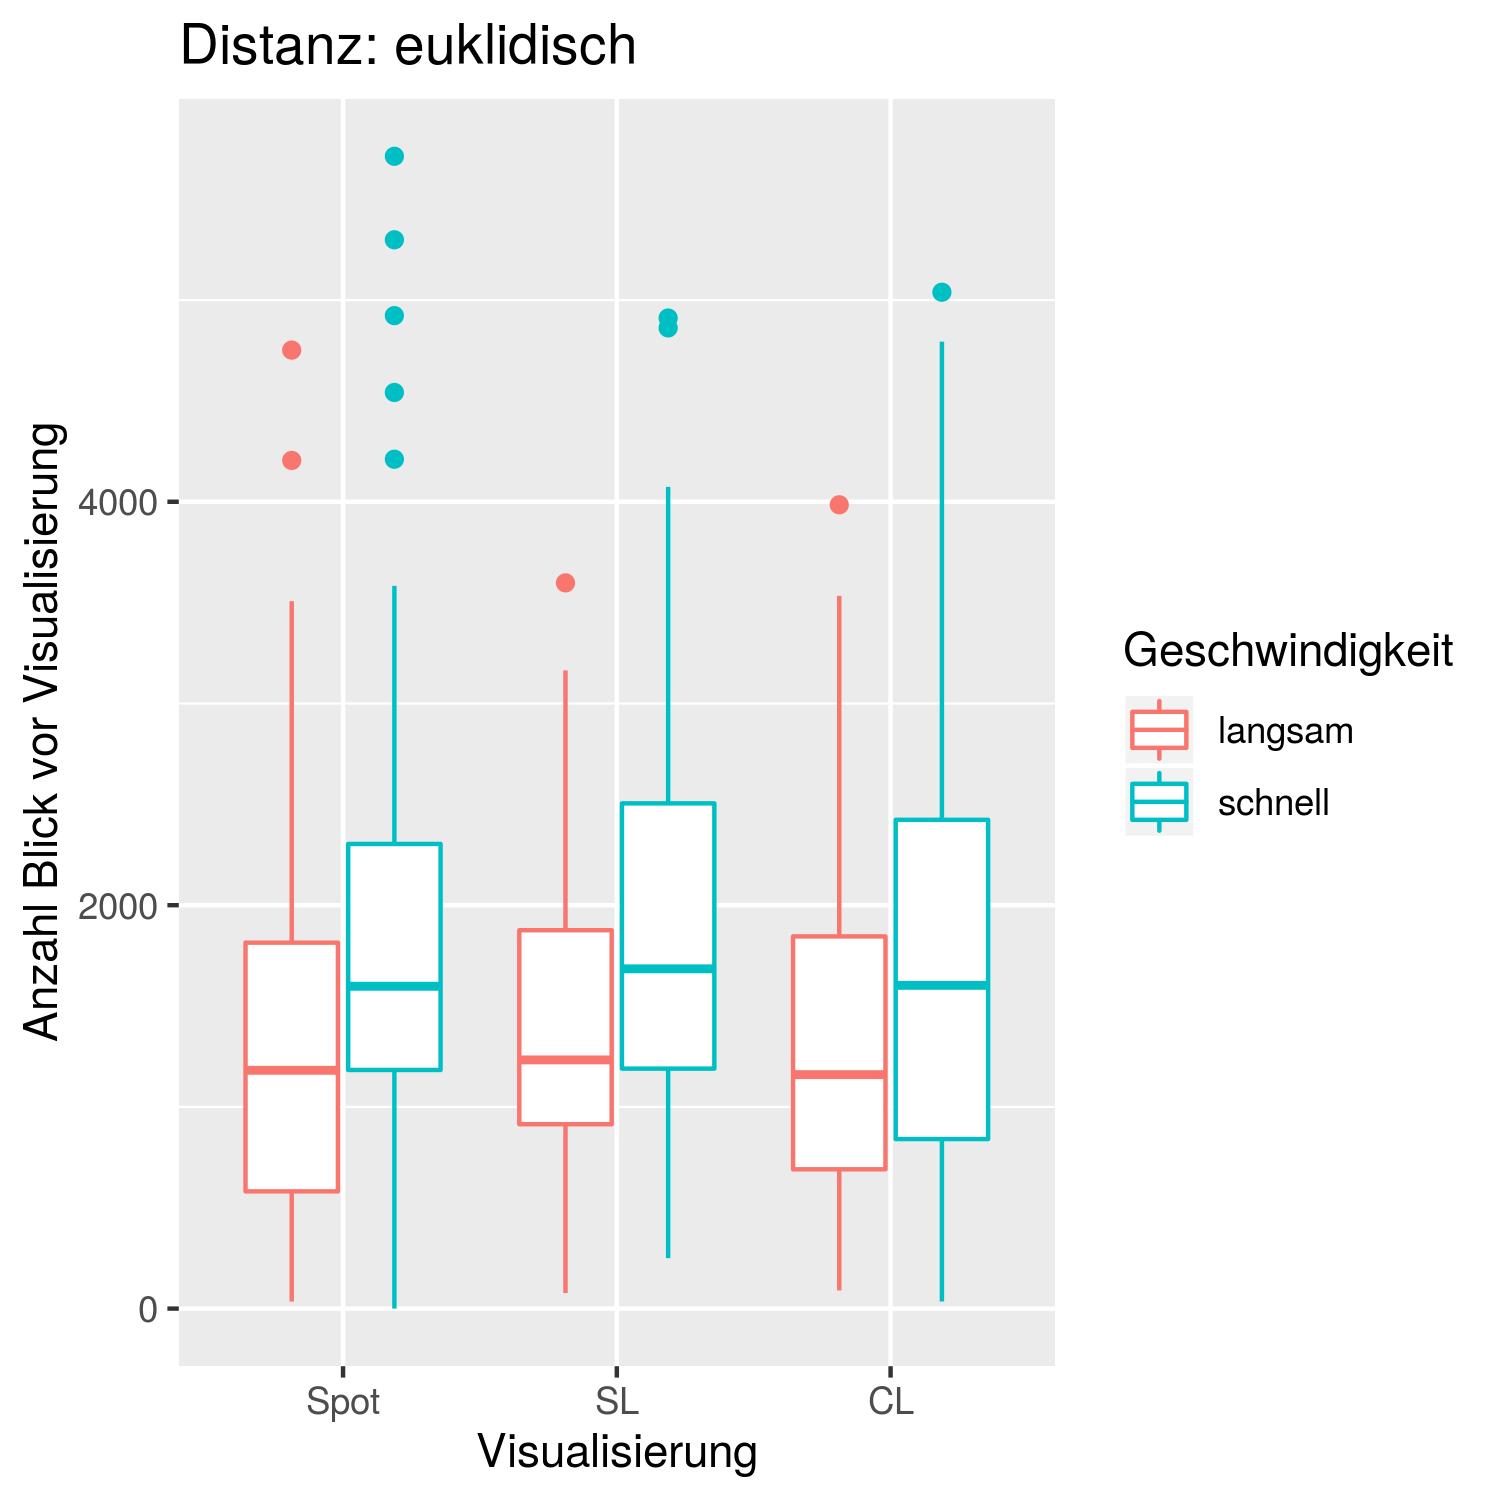 Distanz: euklidisch
Anzahl Blick vor Visualisierung
4000
2000
0
Spot
SL
CL
Visualisierung
Geschwindigkeit
langsam
schnell